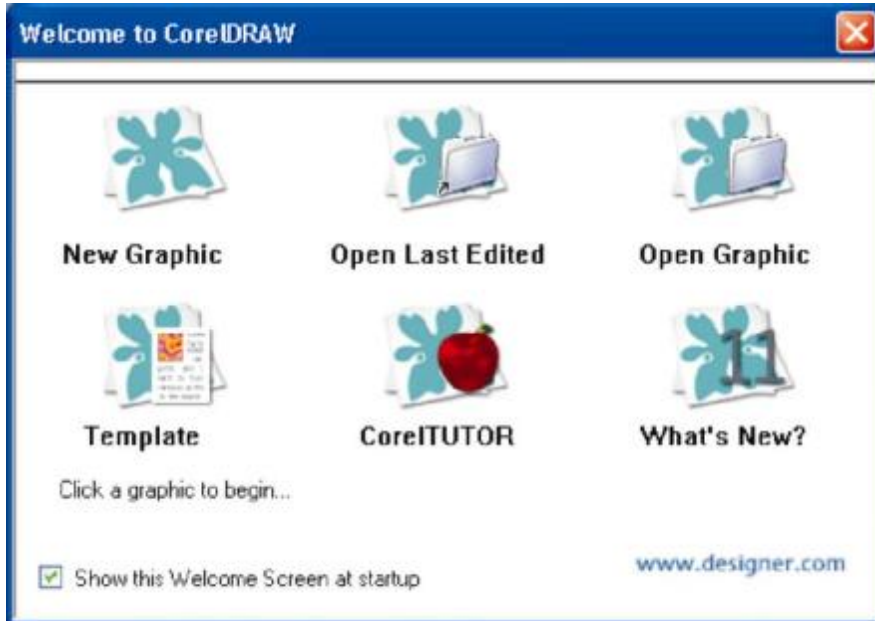 Welcome to CorelDRAW
New Graphic Open Last Edited Open Graphic
11
Template CorelTUTOR What's New?
Click a graphic to begin...
Show this Welcome Screen at startup
www.designer.com